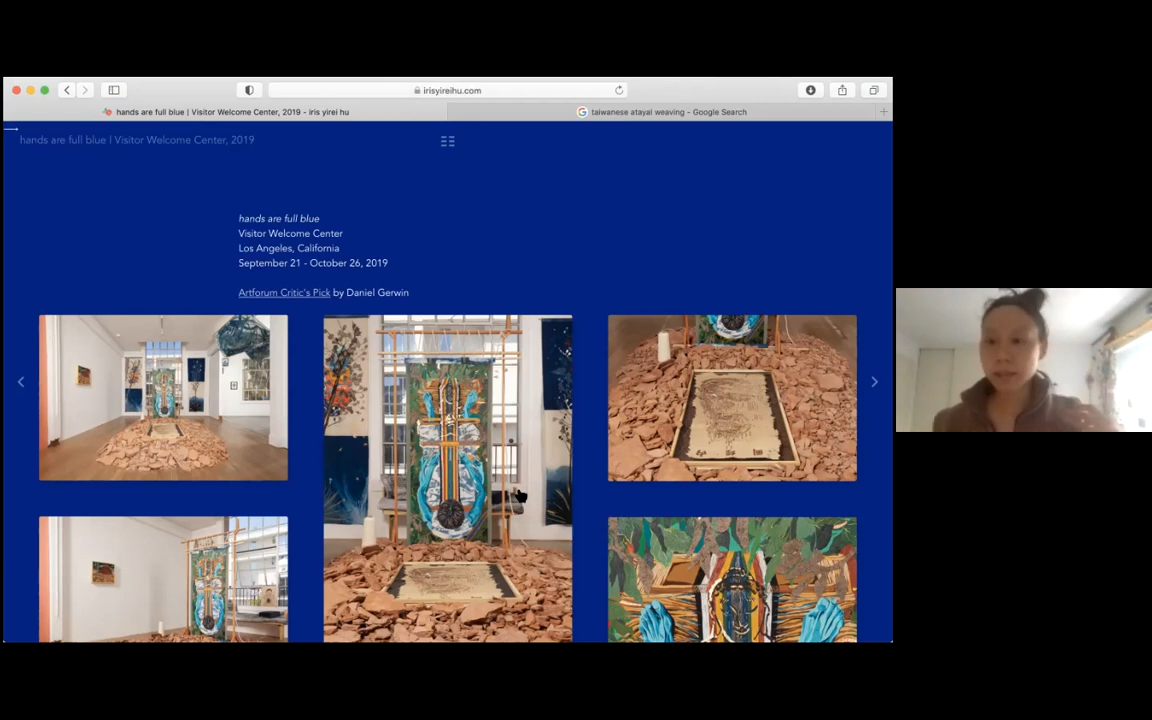 irisyireihu.com
hands are full blue | Visitor Welcome Center, 2019 - iris yirei hu
taiwanese atayal weaving - Google Search
hands are full blue | Visitor Welcome Center, 2019
hands are full blue
Visitor Welcome Center
Los Angeles, California
September 21 - October 26, 2019
Artforum Critic's Pick by Daniel Gerwin